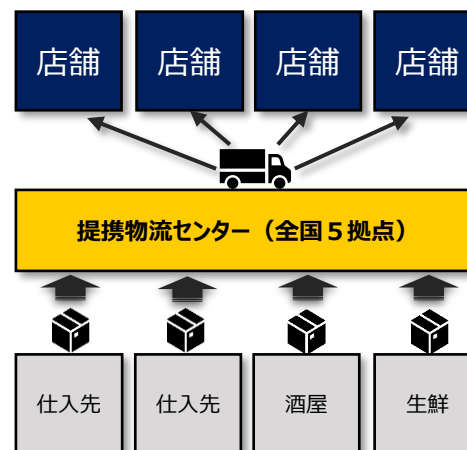 店舗
店舗
店舗
店舗
提携物流センター（全国５拠点）
仕入先
仕入先
酒屋
生鮮